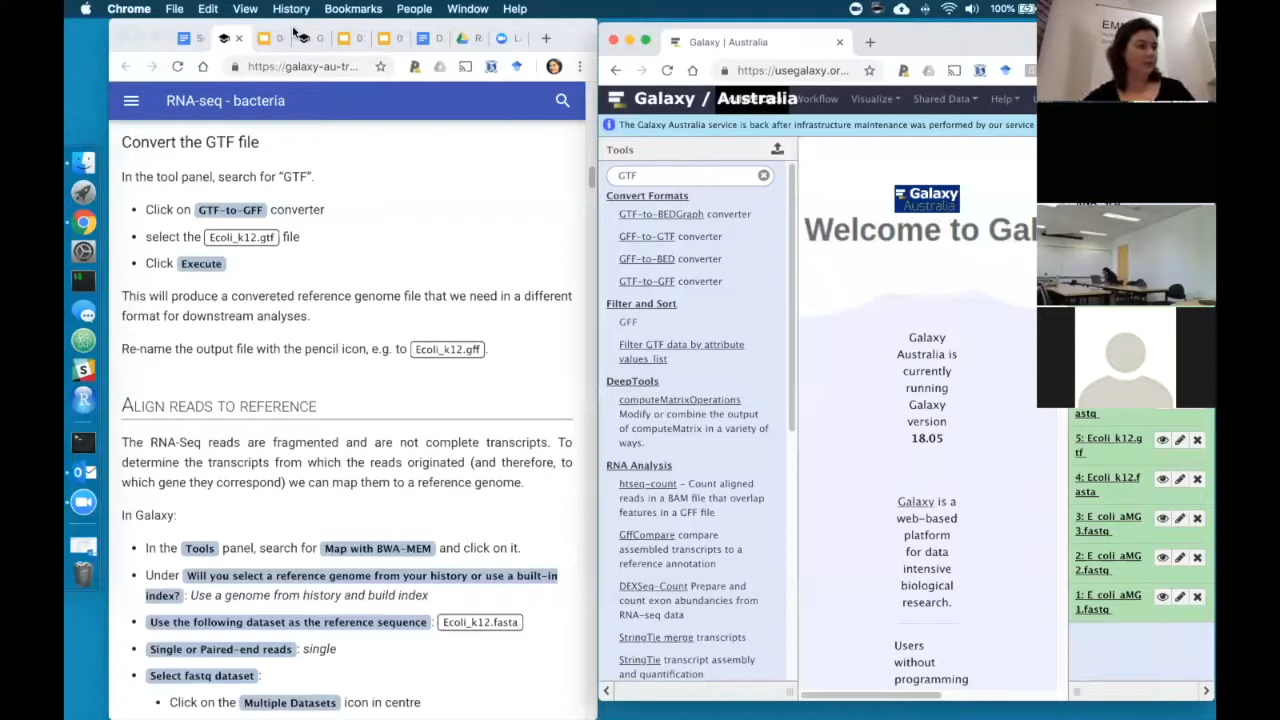 Chrome File Edit View History Bookmarks People Window Help 100%
S G 0 D R L
https://galaxy-au-tr...
RNA-seq - bacteria
Convert the GTF file
In the tool panel, search for “GTF”.
Click on GTF-to-GFF converter
select the Ecoli_k12.gtf file
Click Execute
This will produce a convereted reference genome file that we need in a different
format for downstream analyses.
Re-name the output file with the pencil icon, e.g. to Ecoli_k12.gff .
ALIGN READS TO REFERENCE
The RNA-Seq reads are fragmented and are not complete transcripts. To
determine the transcripts from which the reads originated (and therefore, to
which gene they correspond) we can map them to a reference genome.
In Galaxy:
In the Tools panel, search for Map with BWA-MEM and click on it.
Under Will you select a reference genome from your history or use a built-in
index? : Use a genome from history and build index
Use the following dataset as the reference sequence : Ecoli_k12.fasta
Single or Paired-end reads : single
Select fastq dataset :
Click on the Multiple Datasets icon in centre
Galaxy | Australia
https://usegalaxy.or...
Galaxy / Australia Workflow Visualize Shared Data Help
The Galaxy Australia service is back after infrastructure maintenance was performed by our service
Tools
GTF
Convert Formats
GTF-to-BEDGraph converter
GFF-to-GTF converter
GFF-to-BED converter
GTF-to-GFF converter
Filter and Sort
GFF
Filter GTF data by attribute
values_list
DeepTools
computeMatrixOperations
Modify or combine the output
of computeMatrix in a variety of
ways.
RNA Analysis
htseq-count - Count aligned
reads in a BAM file that overlap
features in a GFF file
GffCompare compare
assembled transcripts to a
reference annotation
DEXSeq-Count Prepare and
count exon abundancies from
RNA-seq data
StringTie merge transcripts
StringTie transcript assembly
and quantification
Galaxy
Australia
Welcome to Gal
Galaxy
Australia is
currently
running
Galaxy
version
18.05
Galaxy is a
web-based
platform
for data
intensive
biological
research.
Users
without
programming
astq
5: Ecoli_k12.g
tf
4: Ecoli_k12.f
asta
3: E_coli_aMG
3.fastq
2: E_coli_aMG
2.fastq
1: E_coli_aMG
1.fastq